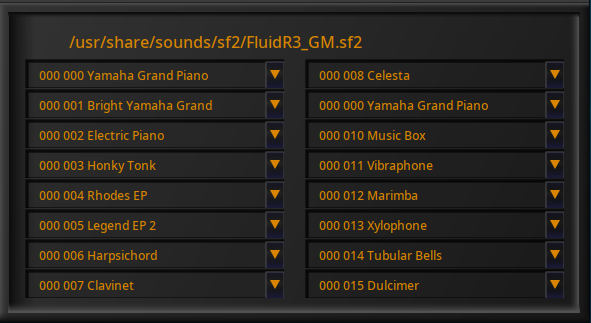 /usr/share/sounds/sf2/FluidR3_GM.sf2
000 000 Yamaha Grand Piano
000 001 Bright Yamaha Grand
000 002 Electric Piano
000 003 Honky Tonk
000 004 Rhodes EP
000 005 Legend EP 2
000 006 Harpsichord
000 007 Clavinet
000 008 Celesta
000 000 Yamaha Grand Piano
000 010 Music Box
000 011 Vibraphone
000 012 Marimba
000 013 Xylophone
000 014 Tubular Bells
000 015 Dulcimer